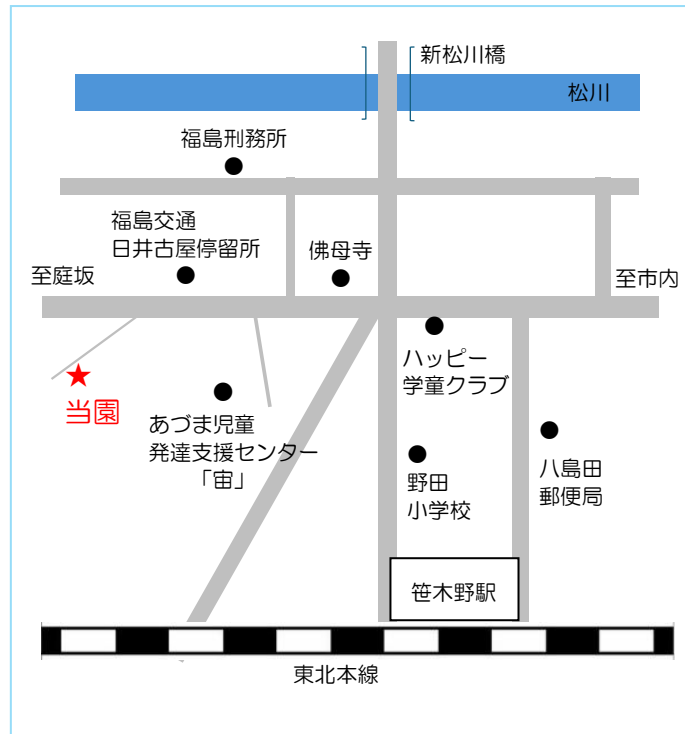 新松川橋
松川
福島刑務所
福島交通
日井古屋停留所
佛母寺
至庭坂
至市内
ハッピー
学童クラブ
★
当園
あづま児童
発達支援センター
「宙」
野田
小学校
八島田
郵便局
笹木野駅
東北本線